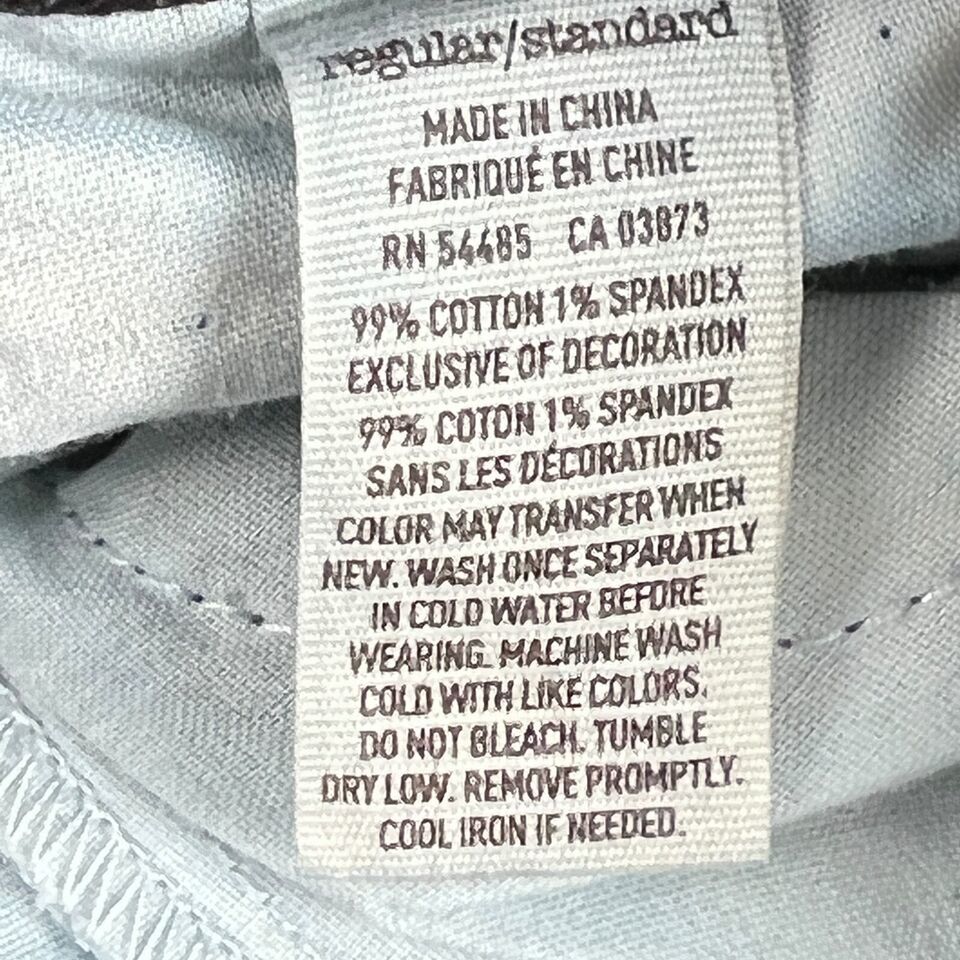 regular/standard
MADE IN CHINA
FABRIQUÉ EN CHINE
RN 54485 CA 03873
99% COTTON 1% SPANDEX
EXCLUSIVE OF DECORATION
99% COTON 1% SPANDEX
SANS LES DÉCORATIONS
COLOR MAY TRANSFER WHEN
NEW. WASH ONCE SEPARATELY
IN COLD WATER BEFORE
WEARING. MACHINE WASH
COLD WITH LIKE COLORS.
DO NOT BLEACH. TUMBLE
DRY LOW. REMOVE PROMPTLY.
COOL IRON IF NEEDED.